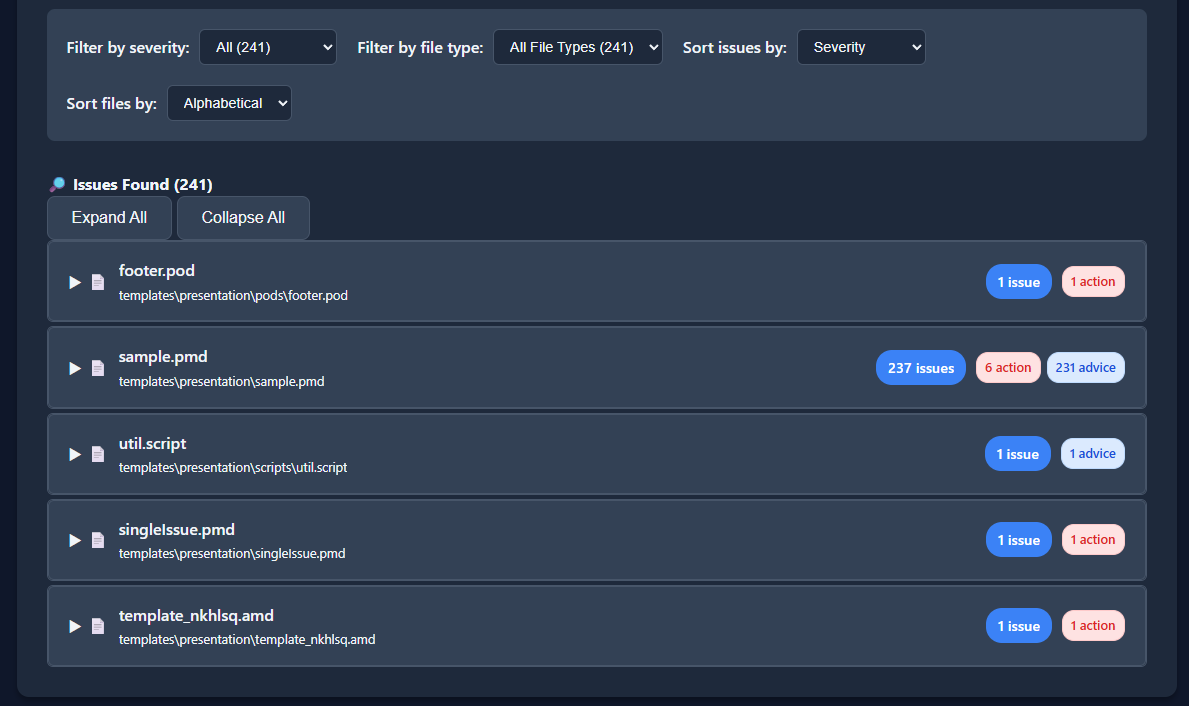 Filter by severity: All (241) Filter by file type: All File Types (241) Sort issues by: Severity
Sort files by: Alphabetical
Issues Found (241)
Expand All Collapse All
footer.pod
templates\presentation\pods\footer.pod
1 issue 1 action
sample.pmd
templates\presentation\sample.pmd
237 issues 6 action 231 advice
util.script
templates\presentation\scripts\util.script
1 issue 1 advice
singleIssue.pmd
templates\presentation\singleIssue.pmd
1 issue 1 action
template_nkhlsq.amd
templates\presentation\template_nkhlsq.amd
1 issue 1 action